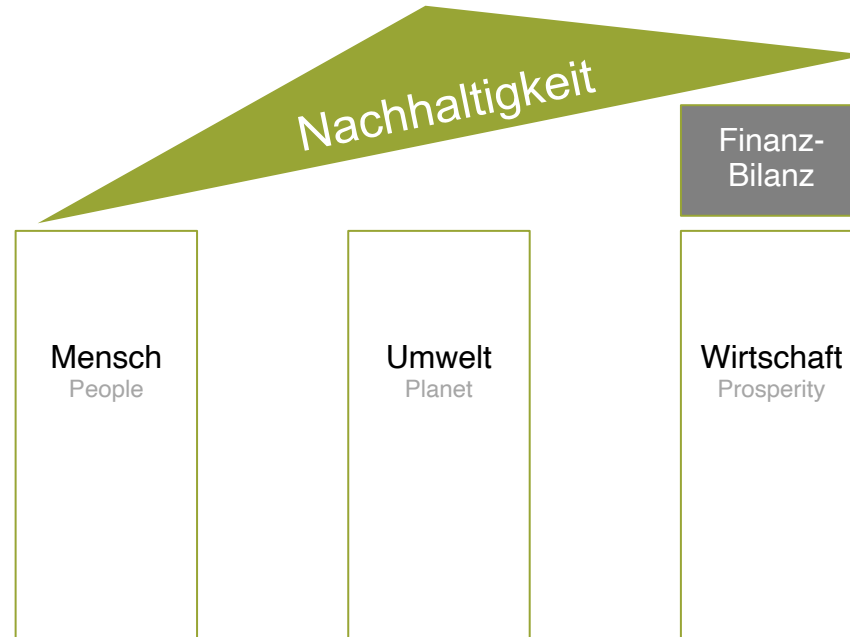 Nachhaltigkeit
Finanz-
Bilanz
Mensch
People
Umwelt
Planet
Wirtschaft
Prosperity